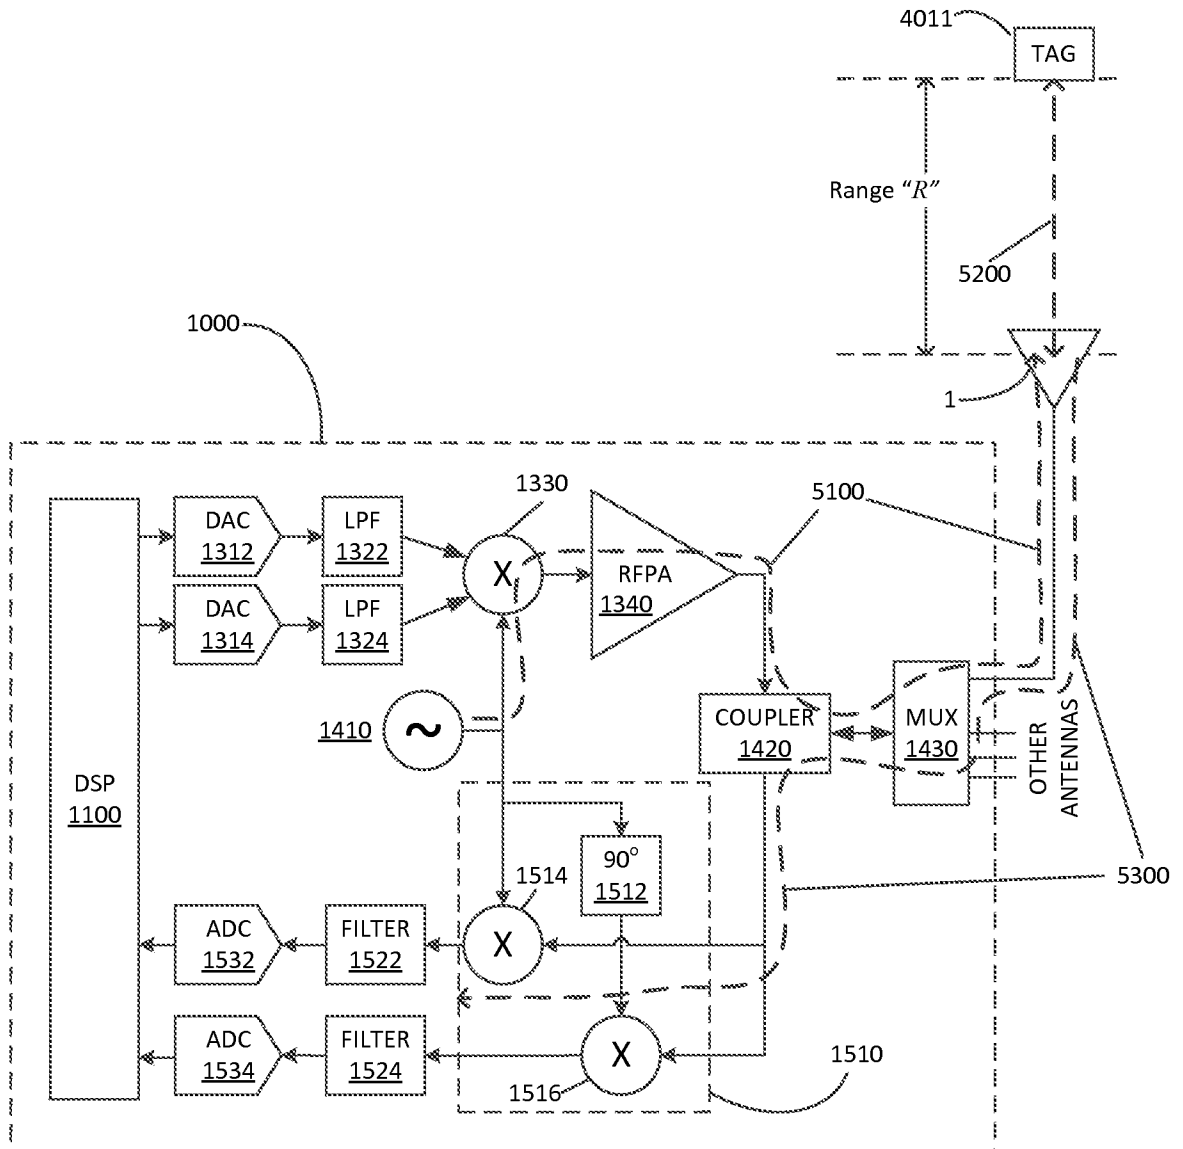 4011
TAG
Range “R”
5200
1000
1
1330
5100
DAC
1312
LPF
1322
X
RFPA
1340
DAC
1314
LPF
1324
5300
1410
~
COUPLER
1420
MUX
1430
OTHER
ANTENNAS
DSP
1100
90°
1512
1514
5300
ADC
1532
FILTER
1522
X
ADC
1534
FILTER
1524
X
1516
1510